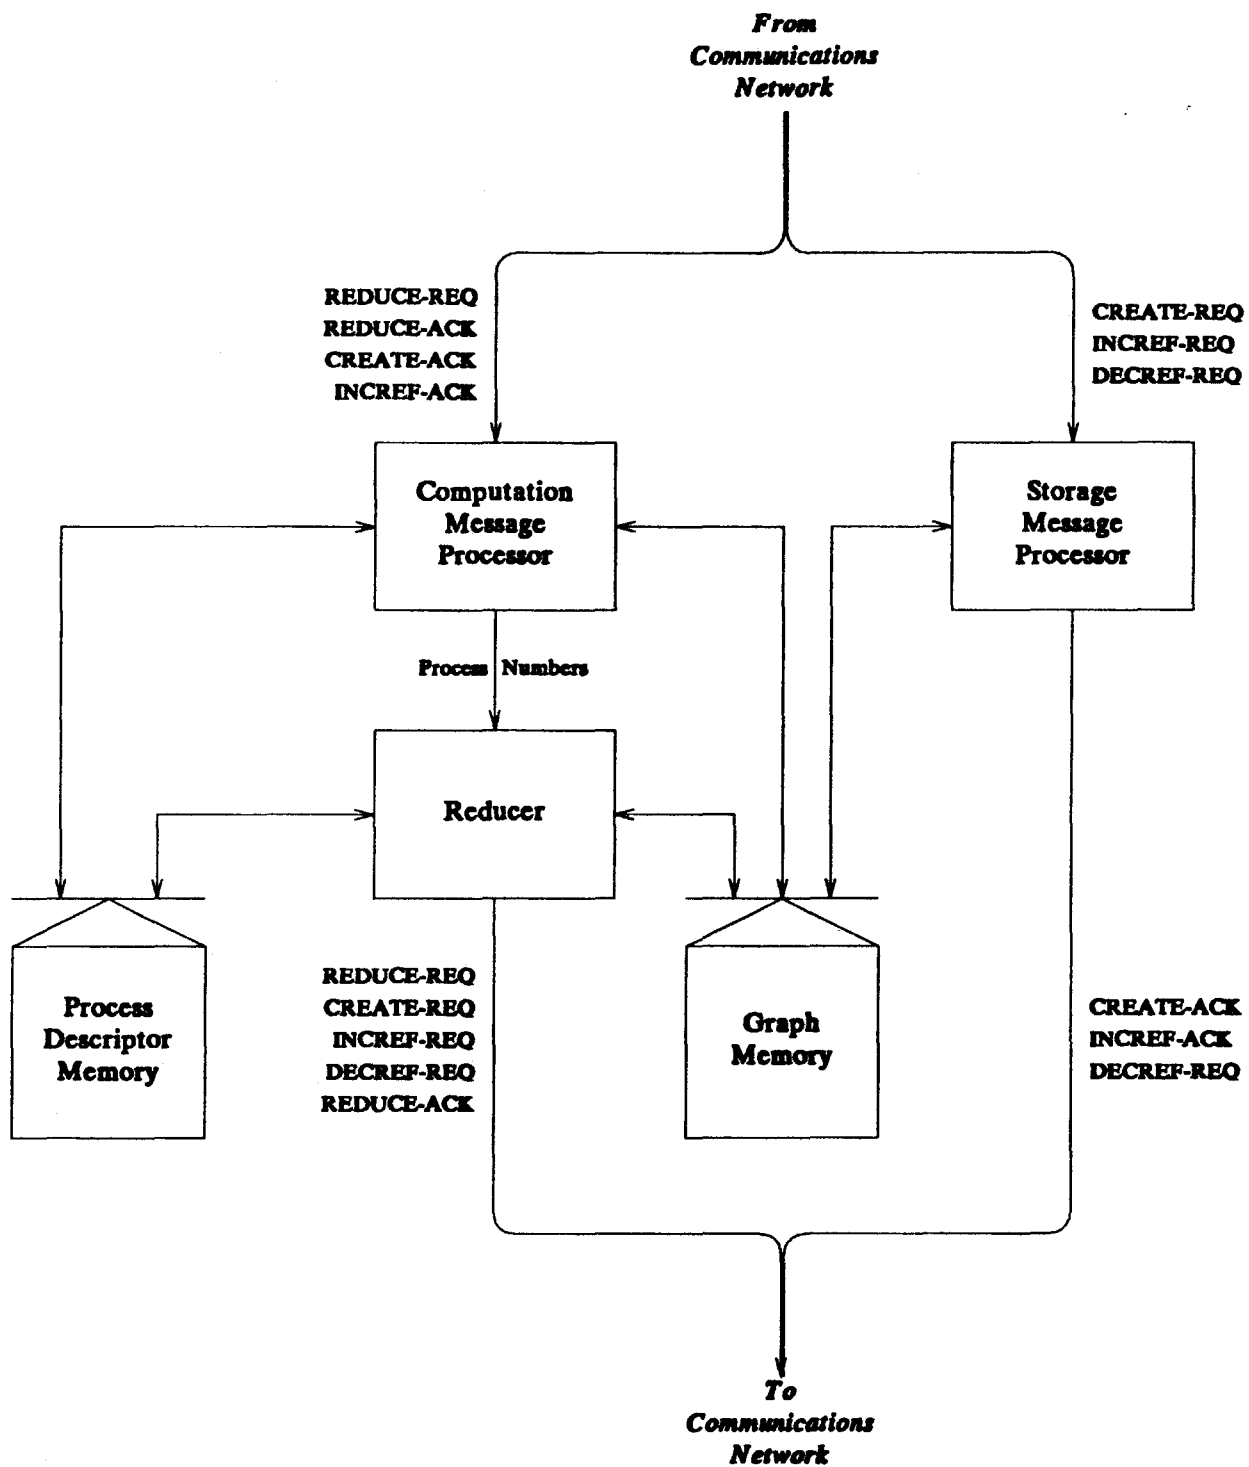 From
Communications
Network
REDUCE-REQ
REDUCE-ACK
CREATE-ACK
INCREF-ACK
CREATE-REQ
INCREF-REQ
DECREF-REQ
Computation
Message
Processor
Storage
Message
Processor
Process Numbers
Reducer
Process
Descriptor
Memory
REDUCE-REQ
CREATE-REQ
INCREF-REQ
DECREF-REQ
REDUCE-ACK
Graph
Memory
CREATE-ACK
INCREF-ACK
DECREF-REQ
To
Communications
Network